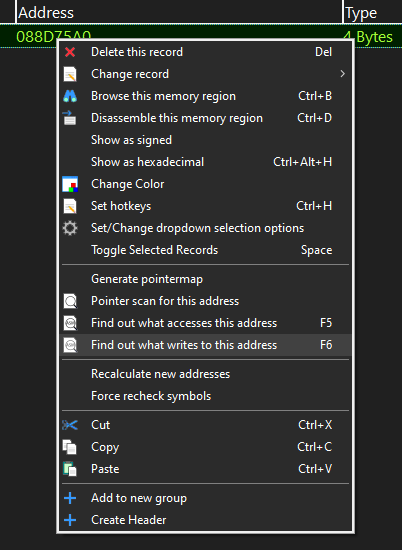 Address Type
088D75A0 4 Bytes
Delete this record Del
Change record
Browse this memory region Ctrl+B
Disassemble this memory region Ctrl+D
Show as signed
Show as hexadecimal Ctrl+Alt+H
Change Color
Set hotkeys Ctrl+H
Set/Change dropdown selection options
Toggle Selected Records Space
Generate pointermap
Pointer scan for this address
Find out what accesses this address F5
Find out what writes to this address F6
Recalculate new addresses
Force recheck symbols
Cut Ctrl+X
Copy Ctrl+C
Paste Ctrl+V
Add to new group
Create Header